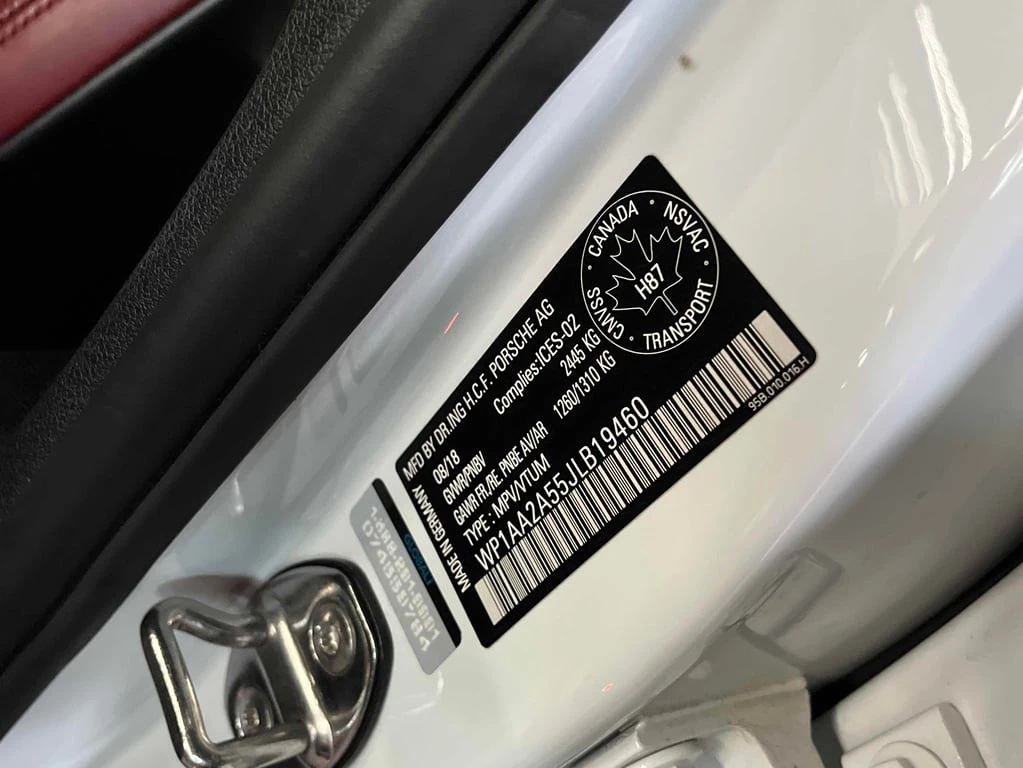 MFD BY DR.ING H.C.F. PORSCHE AG
08/18 Complies:ICES-02
GVWR/PNBV 2445 KG
GAWR.FR./RE. PNBE AV/AR 1260/1310 KG
TYPE: MPV/VTUM
WP1AA2A55JLB19460
MADE IN GERMANY
CANADA · NSVAC · TRANSPORT · CMVSS
H87
95B.010.016.H